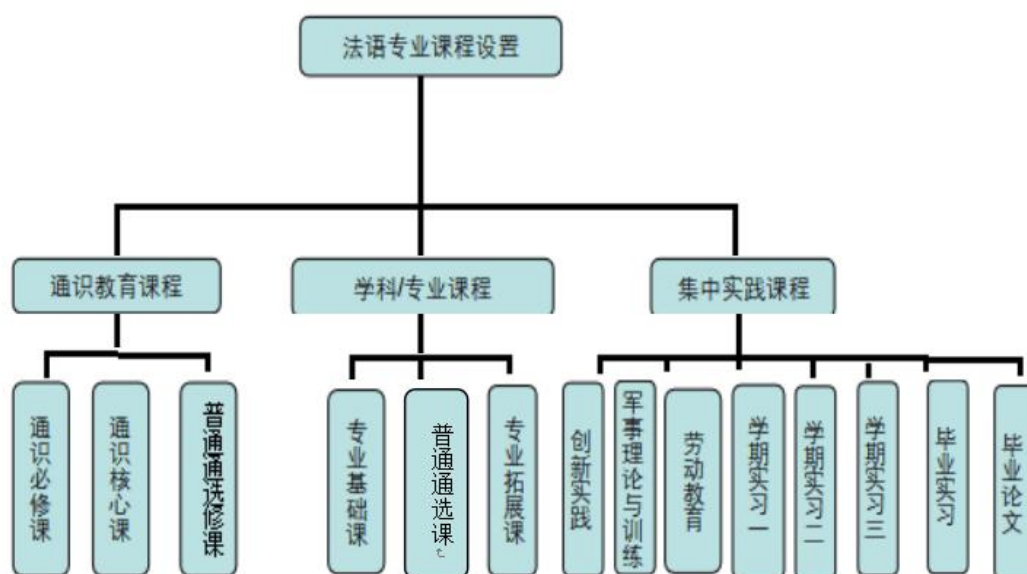 法语专业课程设置
通识教育课程
学科/专业课程
集中实践课程
通识必修课
通识核心课
普通通选修课
专业基础课
普通通选课
专业拓展课
创新实践
军事理论与训练
劳动教育
学期实习一
学期实习二
学期实习三
毕业实习
毕业论文